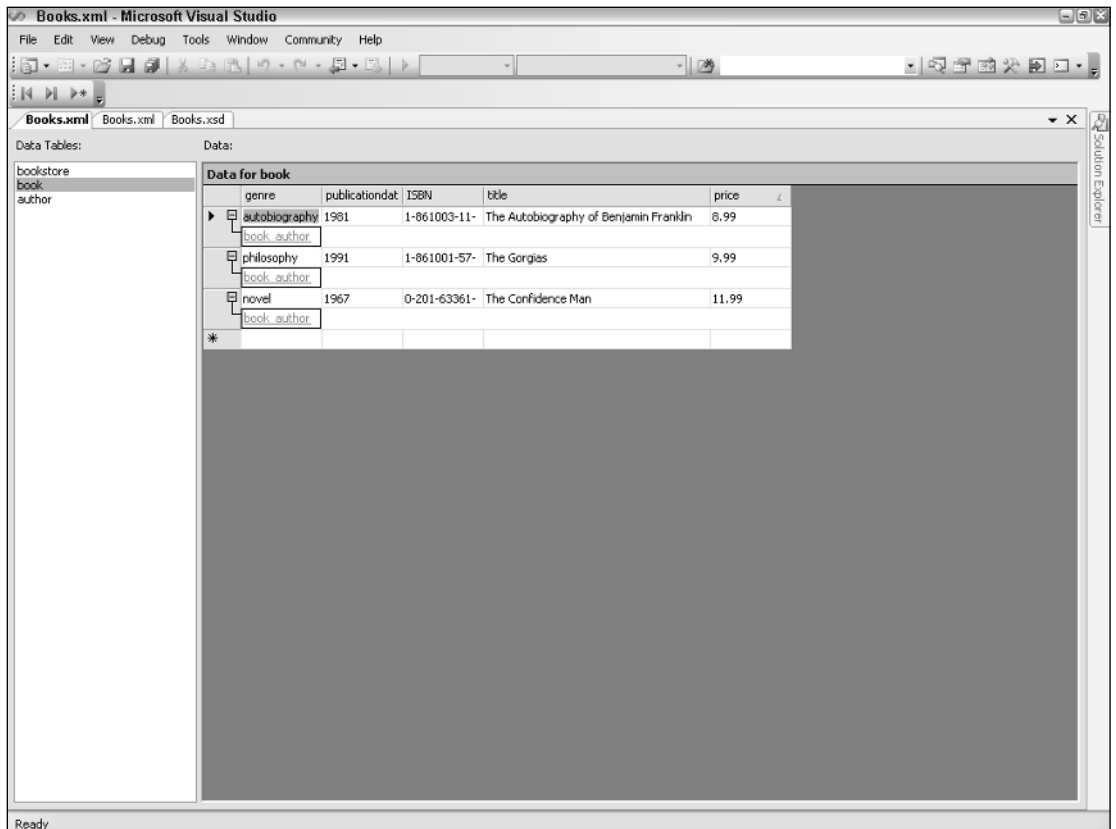 Books.xml - Microsoft Visual Studio
File Edit View Debug Tools Window Community Help
Books.xml Books.xml Books.xsd
Data Tables: Data:
bookstore
book
author
Data for book
genre publicationdat ISBN title price
autobiography 1981 1-861003-11- The Autobiography of Benjamin Franklin 8.99
book_author
philosophy 1991 1-861001-57- The Gorgias 9.99
book_author
novel 1967 0-201-63361- The Confidence Man 11.99
book_author
Solution Explorer
Ready